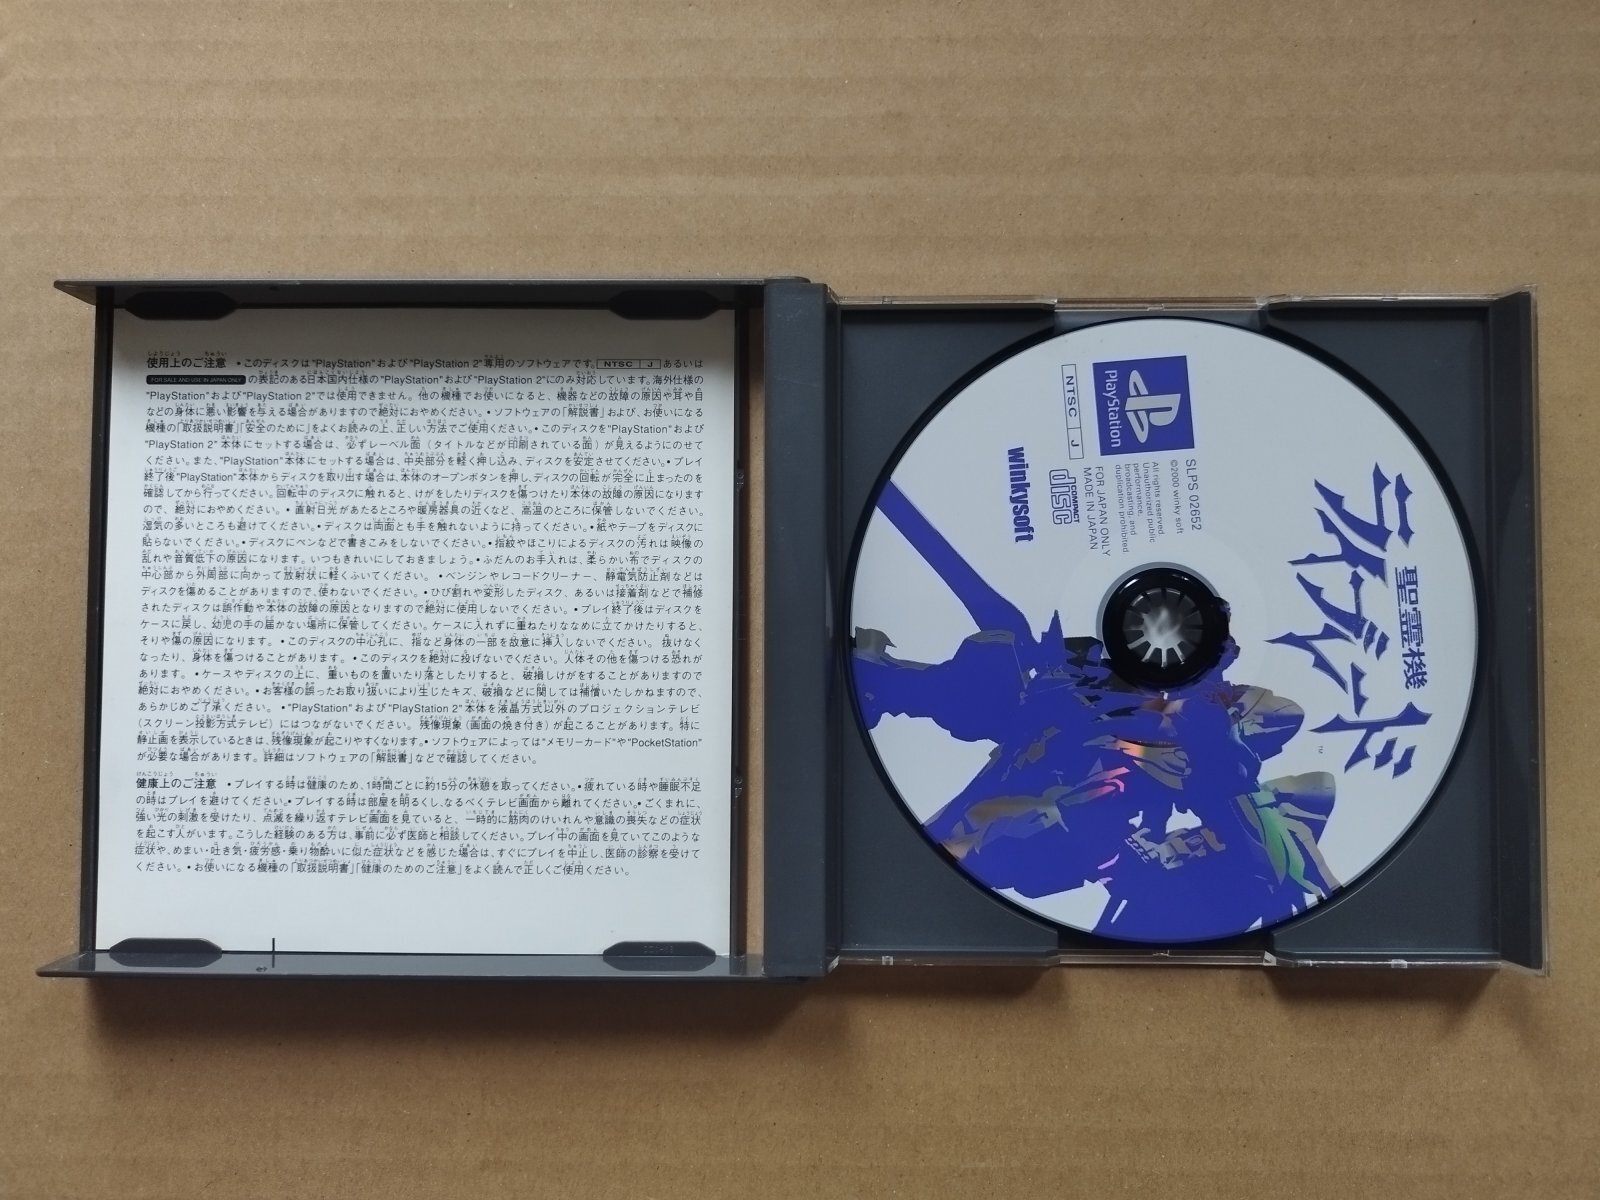 使用上のご注意 •このディスクは"PlayStation"および"PlayStation 2"専用のソフトウェアです。 NTSC J あるいは
FOR SALE AND USE IN JAPAN ONLY の表記のある日本国内仕様の"PlayStation"および"PlayStation 2"にのみ対応しています。海外仕様の
"PlayStation"および"PlayStation 2"では使用できません。他の機種でお使いになると、機器などの故障の原因や耳や目
などの身体に悪い影響を与える場合がありますので絶対におやめください。•ソフトウェアの「解説書」および、お使いになる
機種の「取扱説明書」「安全のために」をよくお読みの上、正しい方法でご使用ください。•このディスクを"PlayStation"および
"PlayStation 2"本体にセットする場合は、必ずレーベル面（タイトルなどが印刷されている面）が見えるようにのせて
ください。また、"PlayStation"本体にセットする場合は、中央部分を軽く押し込み、ディスクを安定させてください。•プレイ
終了後"PlayStation"本体からディスクを取り出す場合は、本体のオープンボタンを押し、ディスクの回転が完全に止まったのを
確認してから行ってください。回転中のディスクに触れると、けがをしたりディスクを傷つけたり本体の故障の原因になります
ので、絶対におやめください。•直射日光があたるところや暖房器具の近くなど、高温のところに保管しないでください。
湿気の多いところも避けてください。•ディスクは両面とも手を触れないように持ってください。•紙やテープをディスクに
貼らないでください。•ディスクにペンなどで書きこみをしないでください。•指紋やほこりによるディスクの汚れは映像の
乱れや音質低下の原因になります。いつもきれいにしておきましょう。•ふだんのお手入れは、柔らかい布でディスクの
中心部から外周部に向かって放射状に軽くふいてください。•ベンジンやレコードクリーナー、静電気防止剤などは
ディスクを傷めることがありますので、使わないでください。•ひび割れや変形したディスク、あるいは接着剤などで補修
されたディスクは誤作動や本体の故障の原因となりますので絶対に使用しないでください。•プレイ終了後はディスクを
ケースに戻し、幼児の手の届かない場所に保管してください。ケースに入れずに重ねたりななめに立てかけたりすると、
そりや傷の原因になります。•このディスクの中心孔に、指など身体の一部を故意に挿入しないでください。抜けなく
なったり、身体を傷つけることがあります。•このディスクを絶対に投げないでください。人体その他を傷つける恐れが
あります。•ケースやディスクの上に、重いものを置いたり落としたりすると、破損しけがをすることがありますので
絶対におやめください。•お客様の誤ったお取り扱いにより生じたキズ、破損などに関しては補償いたしかねますので、
あらかじめご了承ください。•"PlayStation"および"PlayStation 2"本体を液晶方式以外のプロジェクションテレビ
（スクリーン投影方式テレビ）にはつながないでください。残像現象（画面の焼き付き）が起こることがあります。特に
静止画を表示しているときは、残像現象が起こりやすくなります。•ソフトウェアによっては"メモリーカード"や"PocketStation"
が必要な場合があります。詳細はソフトウェアの「解説書」などで確認してください。
健康上のご注意 •プレイする時は健康のため、1時間ごとに約15分の休憩を取ってください。•疲れている時や睡眠不足
の時はプレイを避けてください。•プレイする時は部屋を明るくし、なるべくテレビ画面から離れてください。•ごくまれに、
強い光の刺激を受けたり、点滅を繰り返すテレビ画面を見ていると、一時的に筋肉のけいれんや意識の喪失などの症状
を起こす人がいます。こうした経験のある方は、事前に必ず医師と相談してください。プレイ中の画面を見ていてこのような
症状や、めまい・吐き気・疲労感・乗り物酔いに似た症状などを感じた場合は、すぐにプレイを中止し、医師の診察を受けて
ください。•お使いになる機種の「取扱説明書」「健康のためのご注意」をよく読んで正しくご使用ください。
聖霊機
ライブレード
TM
PlayStation
NTSC J
SLPS 02652
©2000 winky soft
All rights reserved.
Unauthorized public
performance,
broadcasting, and
duplication prohibited.
FOR JAPAN ONLY
MADE IN JAPAN
COMPACT
disc
winkysoft